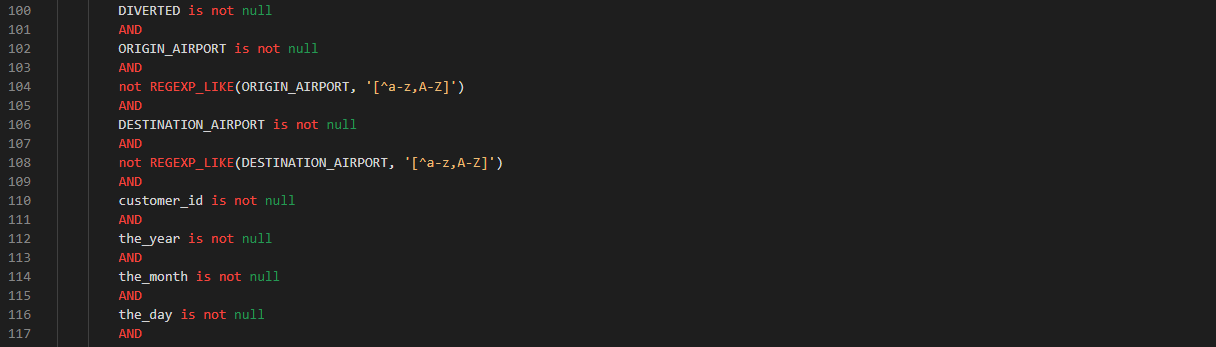 100 DIVERTED is not null
101 AND
102 ORIGIN_AIRPORT is not null
103 AND
104 not REGEXP_LIKE(ORIGIN_AIRPORT, '[^a-z,A-Z]')
105 AND
106 DESTINATION_AIRPORT is not null
107 AND
108 not REGEXP_LIKE(DESTINATION_AIRPORT, '[^a-z,A-Z]')
109 AND
110 customer_id is not null
111 AND
112 the_year is not null
113 AND
114 the_month is not null
115 AND
116 the_day is not null
117 AND